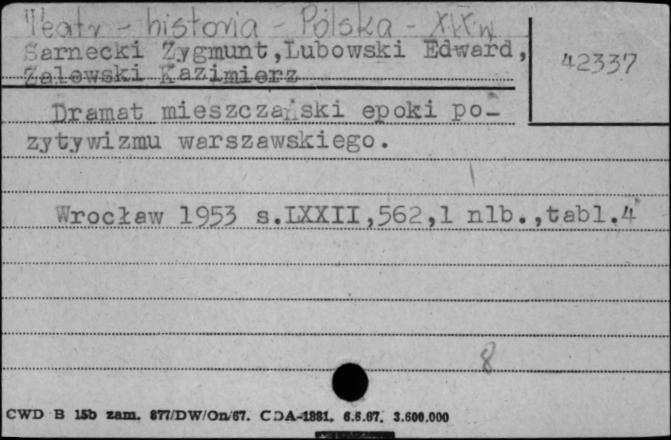 Teatr - historia - Polska - XIX w
Sarnecki Zygmunt,Lubowski Edward,
Zalewski Kazimierz
42337
Dramat mieszczański epoki po-
zytywizmu warszawskiego.
Wrocław 1953 s.LXXII,562,1 nlb.,tabl.4
8
CWD B 15b zam. 877/DW/On/67. CDA-1881. 6.6.67. 3.600.000